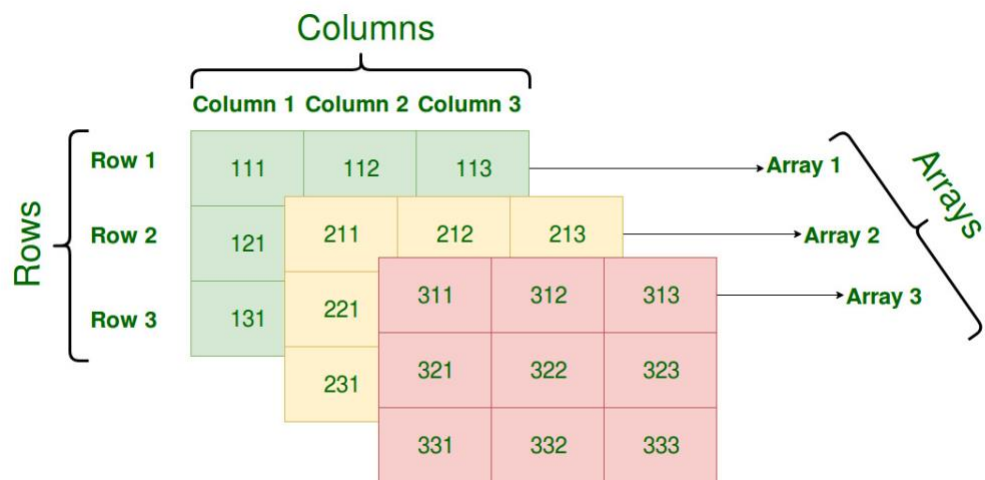 Columns
Column 1 Column 2 Column 3
Rows
Row 1
Row 2
Row 3
111 112 113
121
131
211 212 213
221
231
311 312 313
321 322 323
331 332 333
Array 1
Array 2
Array 3
Arrays